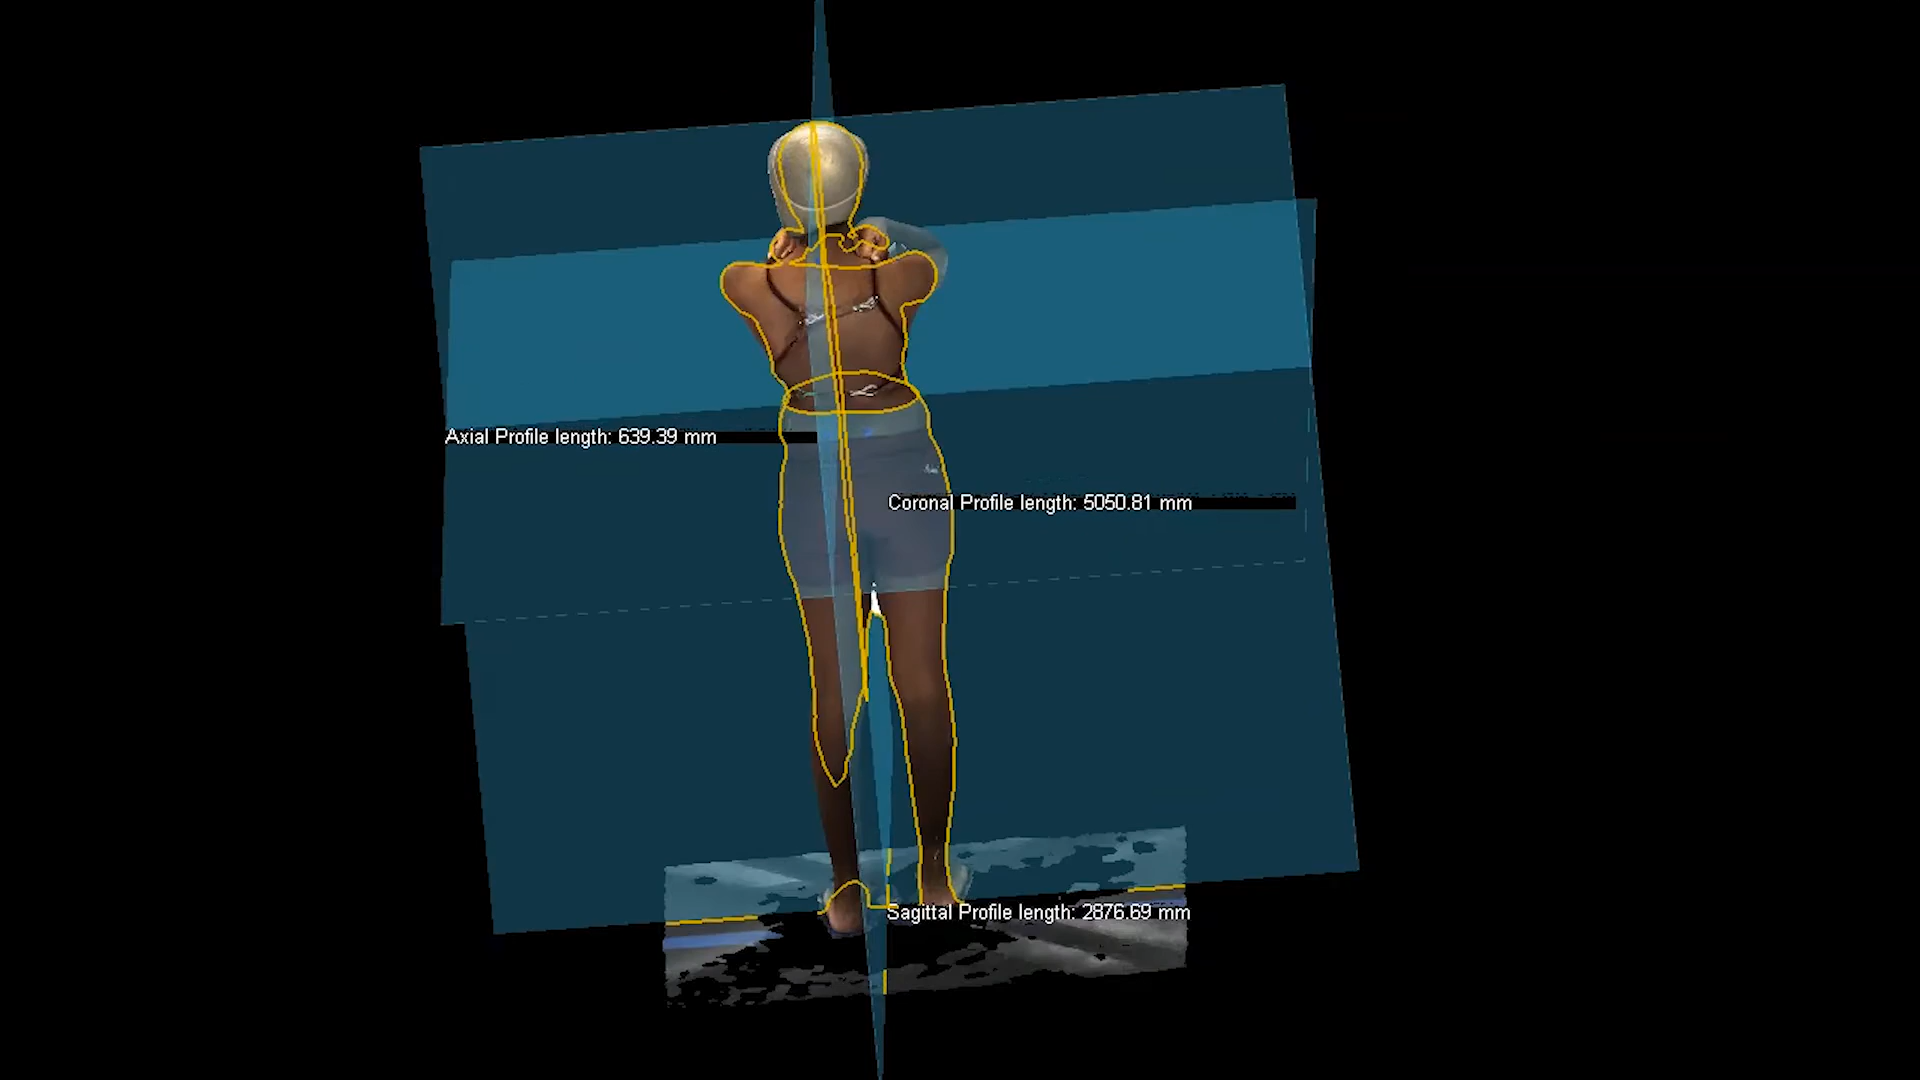 Axial Profile length: 639.39 mm
Coronal Profile length: 5050.81 mm
Sagittal Profile length: 2876.69 mm